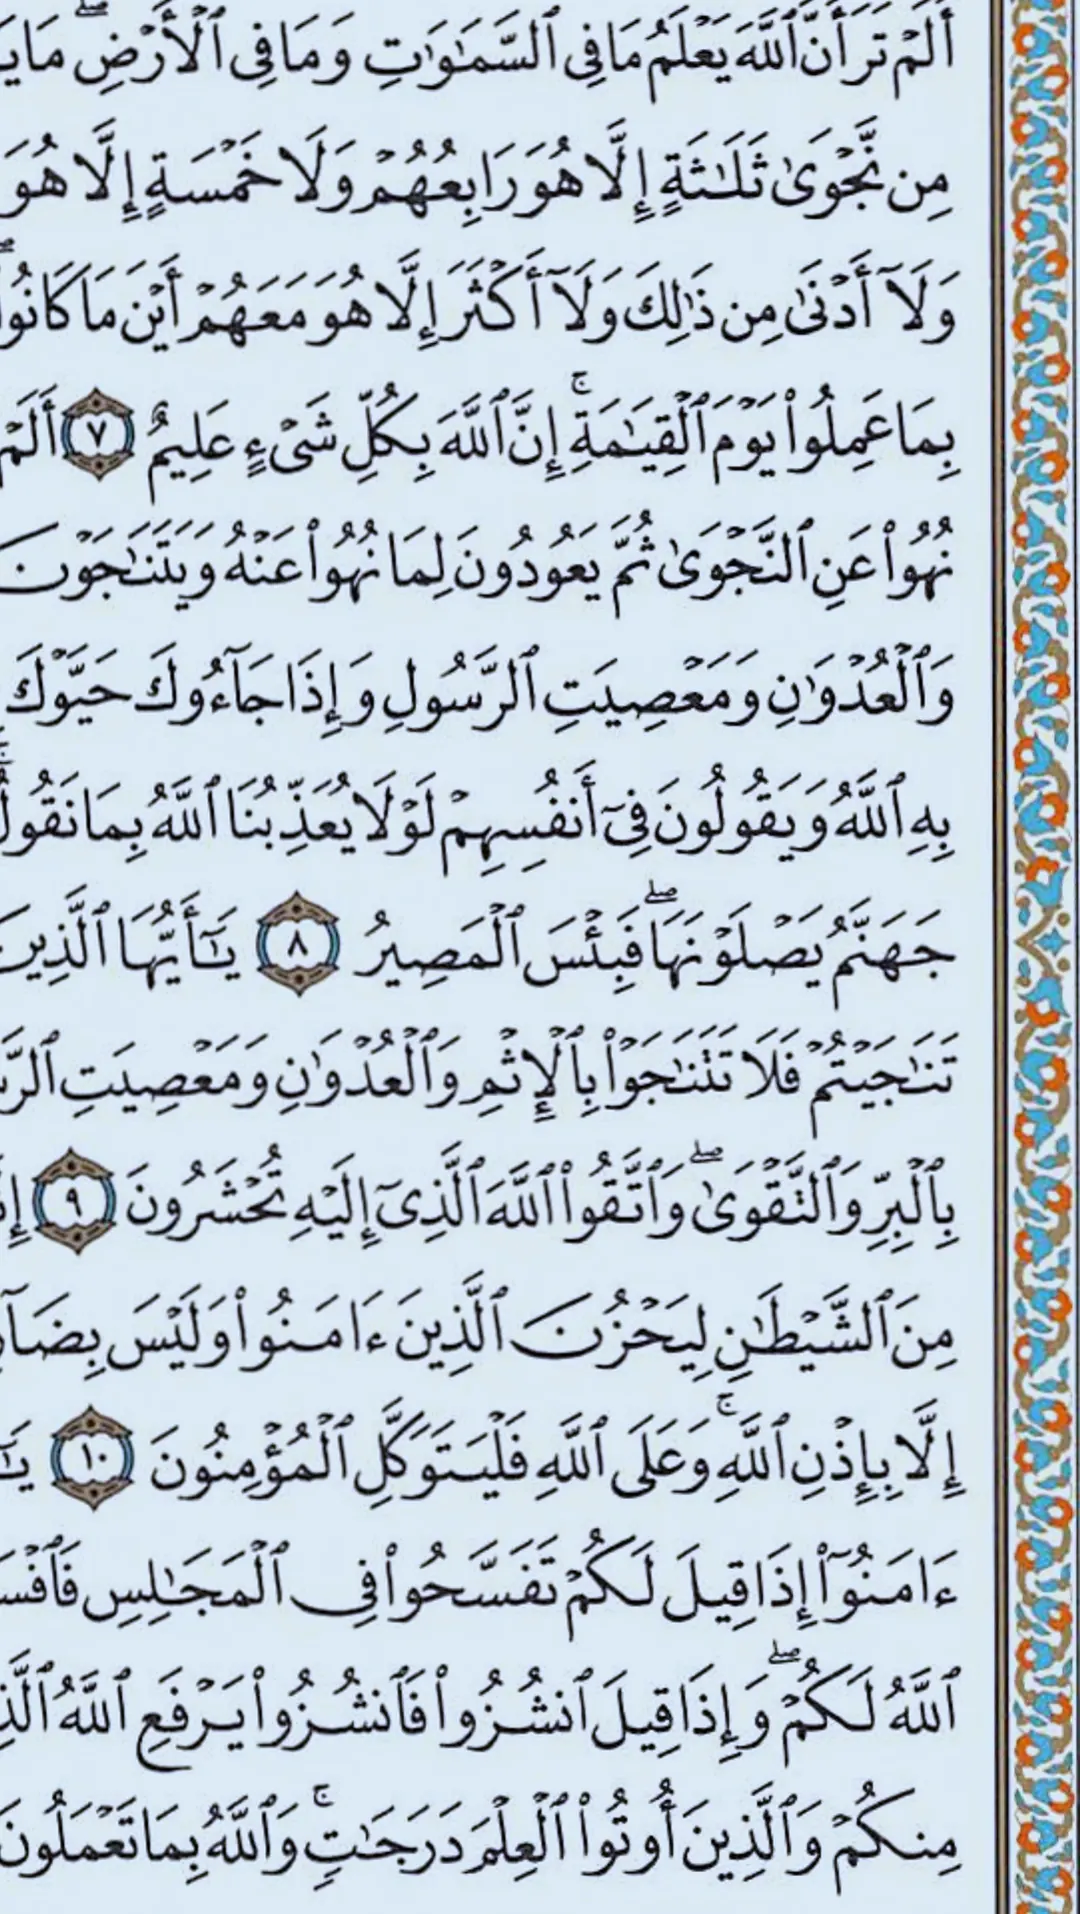 أَلَمْ تَرَ أَنَّ ٱللَّهَ يَعْلَمُ مَا فِى ٱلسَّمَـٰوَٰتِ وَمَا فِى ٱلْأَرْضِ ۖ مَا
مِن نَّجْوَىٰ ثَلَـٰثَةٍ إِلَّا هُوَ رَابِعُهُمْ وَلَا خَمْسَةٍ إِلَّا هُوَ
وَلَآ أَدْنَىٰ مِن ذَٰلِكَ وَلَآ أَكْثَرَ إِلَّا هُوَ مَعَهُمْ أَيْنَ مَا كَانُوا۟ ۖ
بِمَا عَمِلُوا۟ يَوْمَ ٱلْقِيَـٰمَةِ ۚ إِنَّ ٱللَّهَ بِكُلِّ شَىْءٍ عَلِيمٌ ٧ أَلَمْ
نُهُوا۟ عَنِ ٱلنَّجْوَىٰ ثُمَّ يَعُودُونَ لِمَا نُهُوا۟ عَنْهُ وَيَتَنَـٰجَوْنَ
وَٱلْعُدْوَٰنِ وَمَعْصِيَتِ ٱلرَّسُولِ وَإِذَا جَآءُوكَ حَيَّوْكَ
بِهِ ٱللَّهُ وَيَقُولُونَ فِىٓ أَنفُسِهِمْ لَوْلَا يُعَذِّبُنَا ٱللَّهُ بِمَا نَقُولُ ۚ
جَهَنَّمُ يَصْلَوْنَهَا ۖ فَبِئْسَ ٱلْمَصِيرُ ٨ يَـٰٓأَيُّهَا ٱلَّذِينَ
تَنَـٰجَيْتُمْ فَلَا تَتَنَـٰجَوْا۟ بِٱلْإِثْمِ وَٱلْعُدْوَٰنِ وَمَعْصِيَتِ
بِٱلْبِرِّ وَٱلتَّقْوَىٰ ۖ وَٱتَّقُوا۟ ٱللَّهَ ٱلَّذِىٓ إِلَيْهِ تُحْشَرُونَ ٩
مِنَ ٱلشَّيْطَـٰنِ لِيَحْزُنَ ٱلَّذِينَ ءَامَنُوا۟ وَلَيْسَ
إِلَّا بِإِذْنِ ٱللَّهِ ۚ وَعَلَى ٱللَّهِ فَلْيَتَوَكَّلِ ٱلْمُؤْمِنُونَ ١٠
ءَامَنُوٓا۟ إِذَا قِيلَ لَكُمْ تَفَسَّحُوا۟ فِى ٱلْمَجَـٰلِسِ
ٱللَّهُ لَكُمْ ۖ وَإِذَا قِيلَ ٱنشُزُوا۟ فَٱنشُزُوا۟ يَرْفَعِ ٱللَّهُ
مِنكُمْ وَٱلَّذِينَ أُوتُوا۟ ٱلْعِلْمَ دَرَجَـٰتٍ ۚ وَٱللَّهُ بِمَا تَعْمَلُونَ